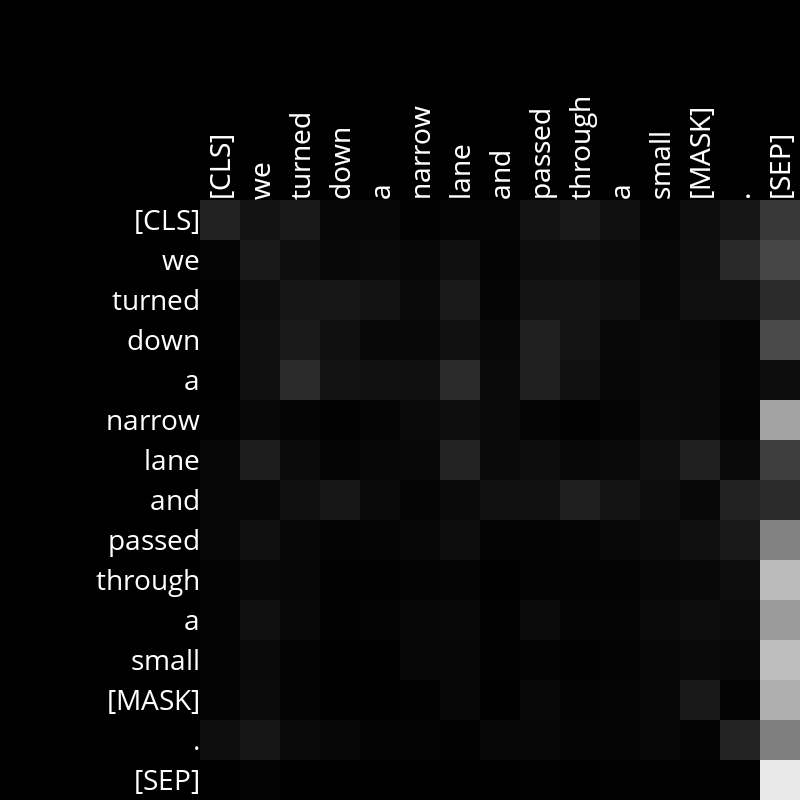 [CLS] we turned down a narrow lane and passed through a small [MASK] . [SEP]
[CLS]
we
turned
down
a
narrow
lane
and
passed
through
a
small
[MASK]
.
[SEP]